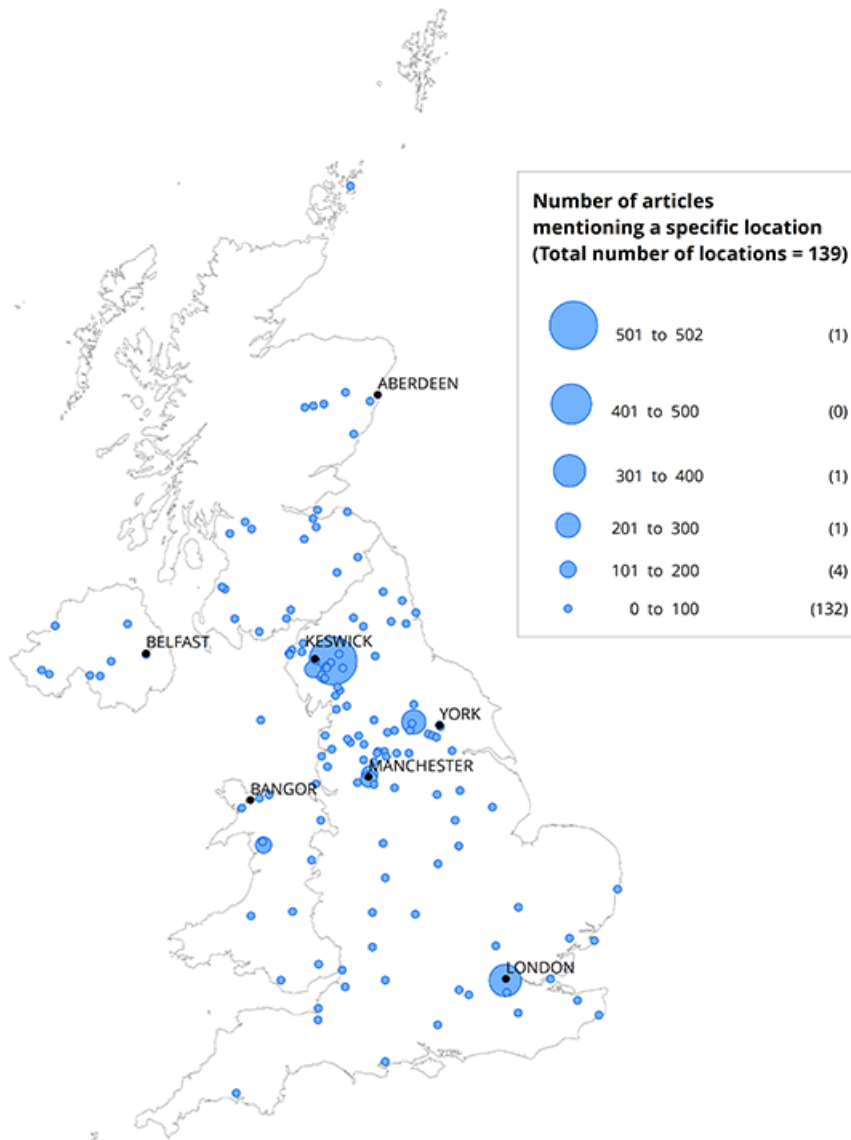 Number of articles
mentioning a specific location
(Total number of locations = 139)
501 to 502 (1)
401 to 500 (0)
301 to 400 (1)
201 to 300 (1)
101 to 200 (4)
0 to 100 (132)
ABERDEEN
BELFAST
KESWICK
YORK
MANCHESTER
BANGOR
LONDON